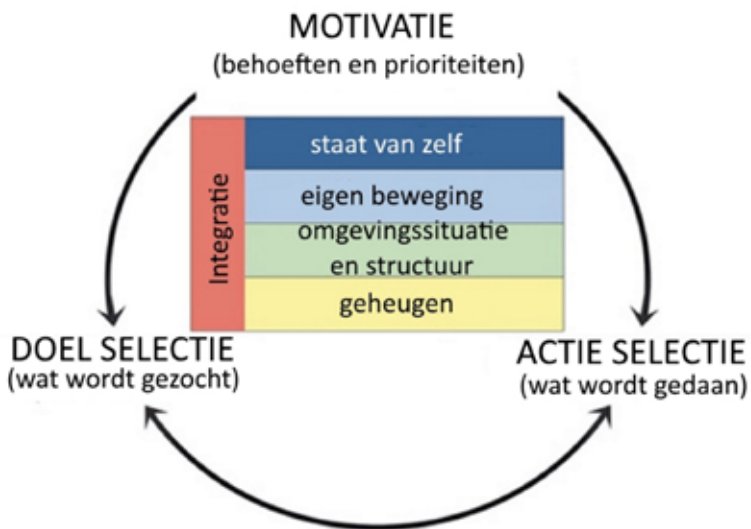 MOTIVATIE
(behoeften en prioriteiten)
Integratie
staat van zelf
eigen beweging
omgevingssituatie
en structuur
geheugen
DOEL SELECTIE
(wat wordt gezocht)
ACTIE SELECTIE
(wat wordt gedaan)